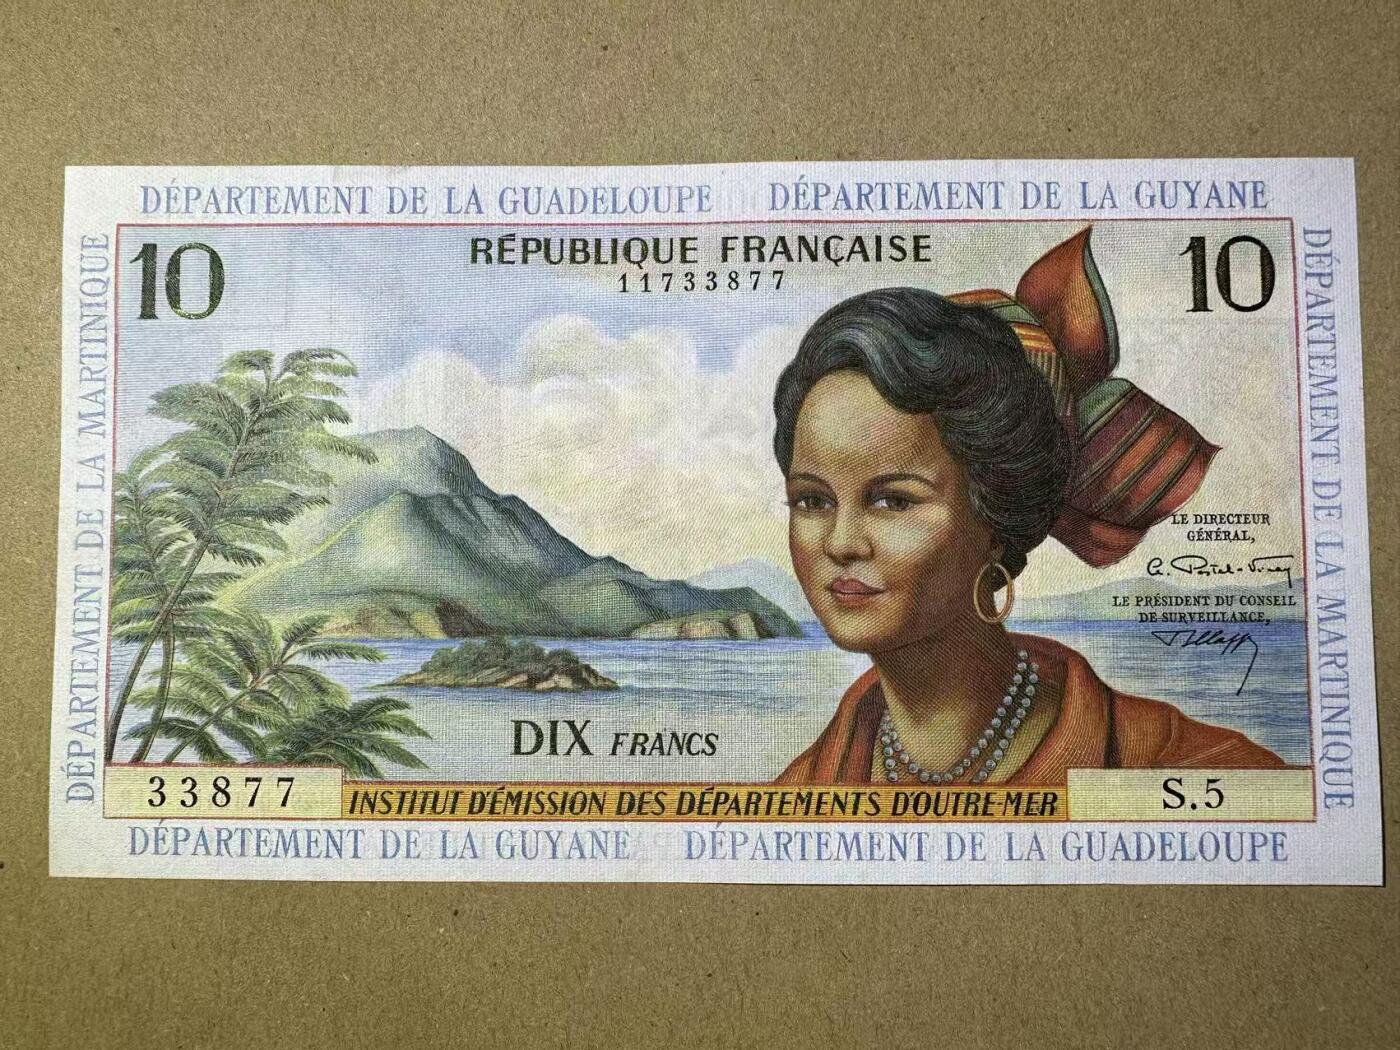 DÉPARTEMENT DE LA GUADELOUPE DÉPARTEMENT DE LA GUYANE
DÉPARTEMENT DE LA MARTINIQUE
DÉPARTEMENT DE LA MARTINIQUE
10
RÉPUBLIQUE FRANÇAISE
11733877
10
LE DIRECTEUR
GÉNÉRAL,
G. Postel-Vinay
LE PRÉSIDENT DU CONSEIL
DE SURVEILLANCE,
DIX FRANCS
33877
INSTITUT D'ÉMISSION DES DÉPARTEMENTS D'OUTRE-MER
S.5
DÉPARTEMENT DE LA GUYANE DÉPARTEMENT DE LA GUADELOUPE